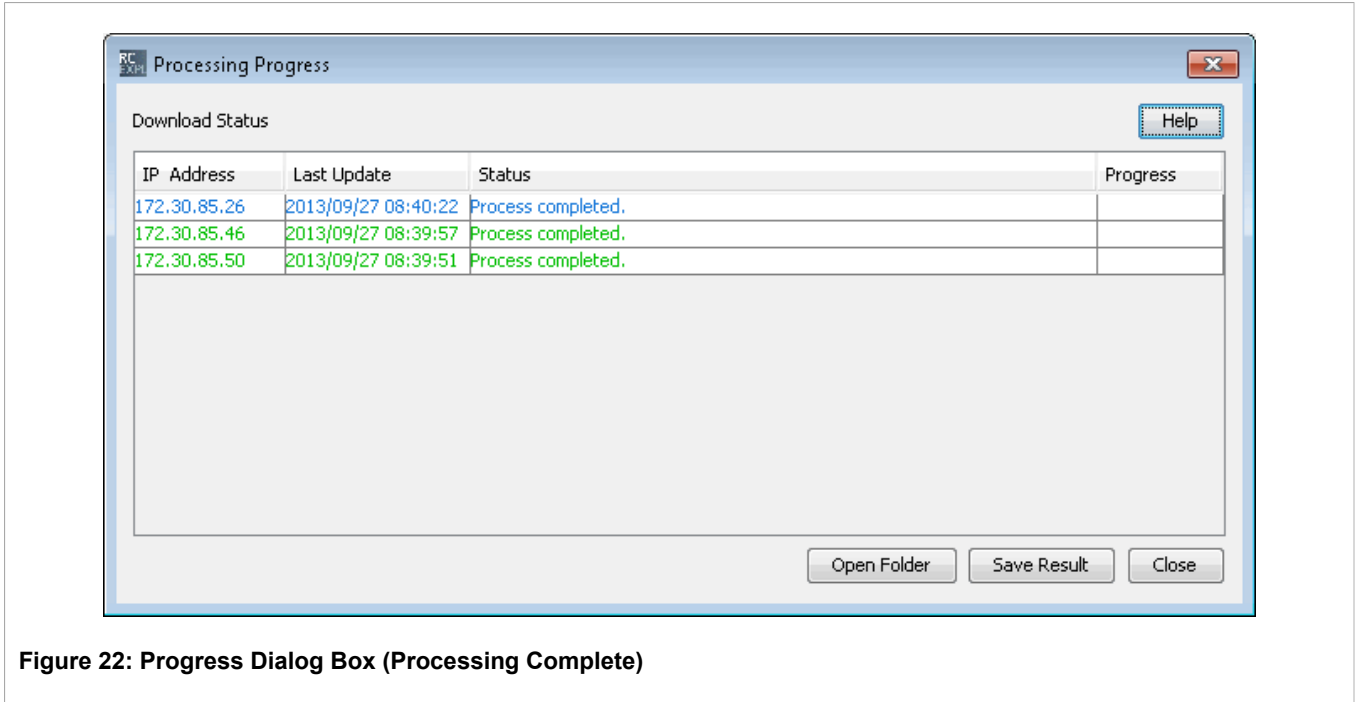 RC EXPL Processing Progress
Download Status Help
IP Address Last Update Status Progress
172.30.85.26 2013/09/27 08:40:22 Process completed.
172.30.85.46 2013/09/27 08:39:57 Process completed.
172.30.85.50 2013/09/27 08:39:51 Process completed.
Open Folder Save Result Close
Figure 22: Progress Dialog Box (Processing Complete)